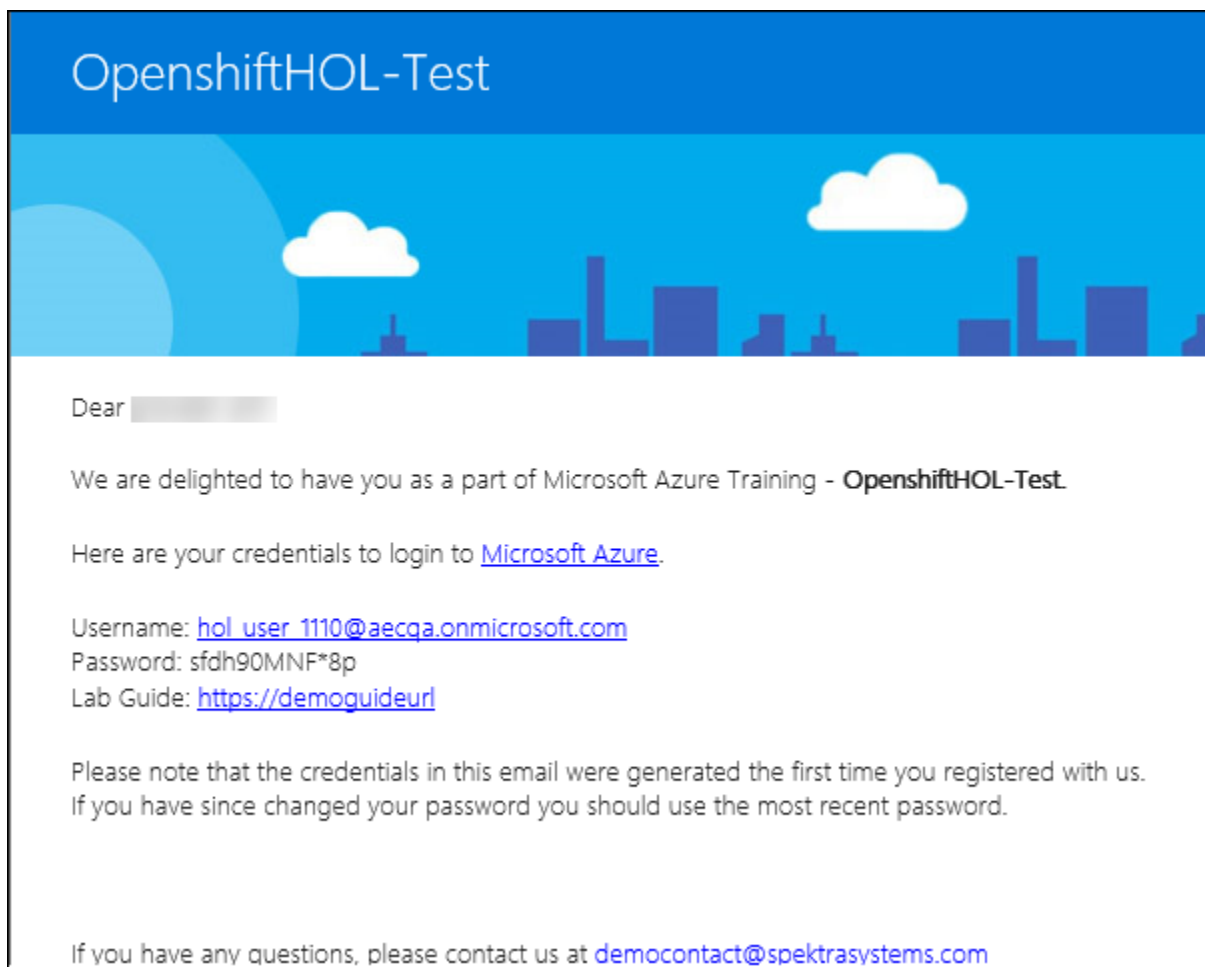 OpenshiftHOL-Test
Dear
We are delighted to have you as a part of Microsoft Azure Training - OpenshiftHOL-Test.
Here are your credentials to login to Microsoft Azure.
Username: hol_user_1110@aecqa.onmicrosoft.com
Password: sfdh90MNF*8p
Lab Guide: https://demoguideurl
Please note that the credentials in this email were generated the first time you registered with us.
If you have since changed your password you should use the most recent password.
If you have any questions, please contact us at democontact@spektrasystems.com